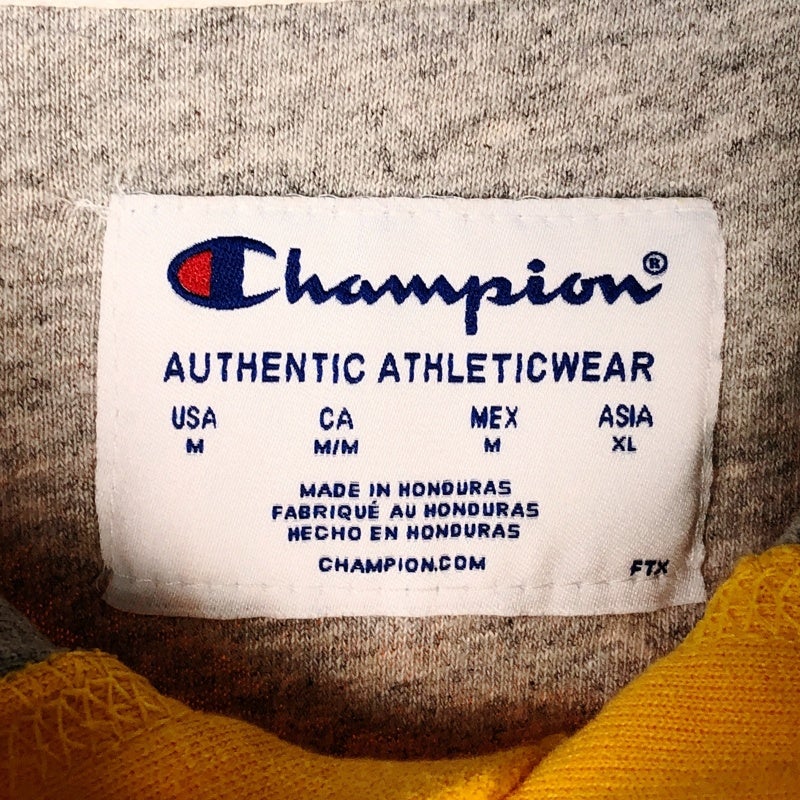 Champion®
AUTHENTIC ATHLETICWEAR
USA CA MEX ASIA
M M/M M XL
MADE IN HONDURAS
FABRIQUÉ AU HONDURAS
HECHO EN HONDURAS
CHAMPION.COM FTX